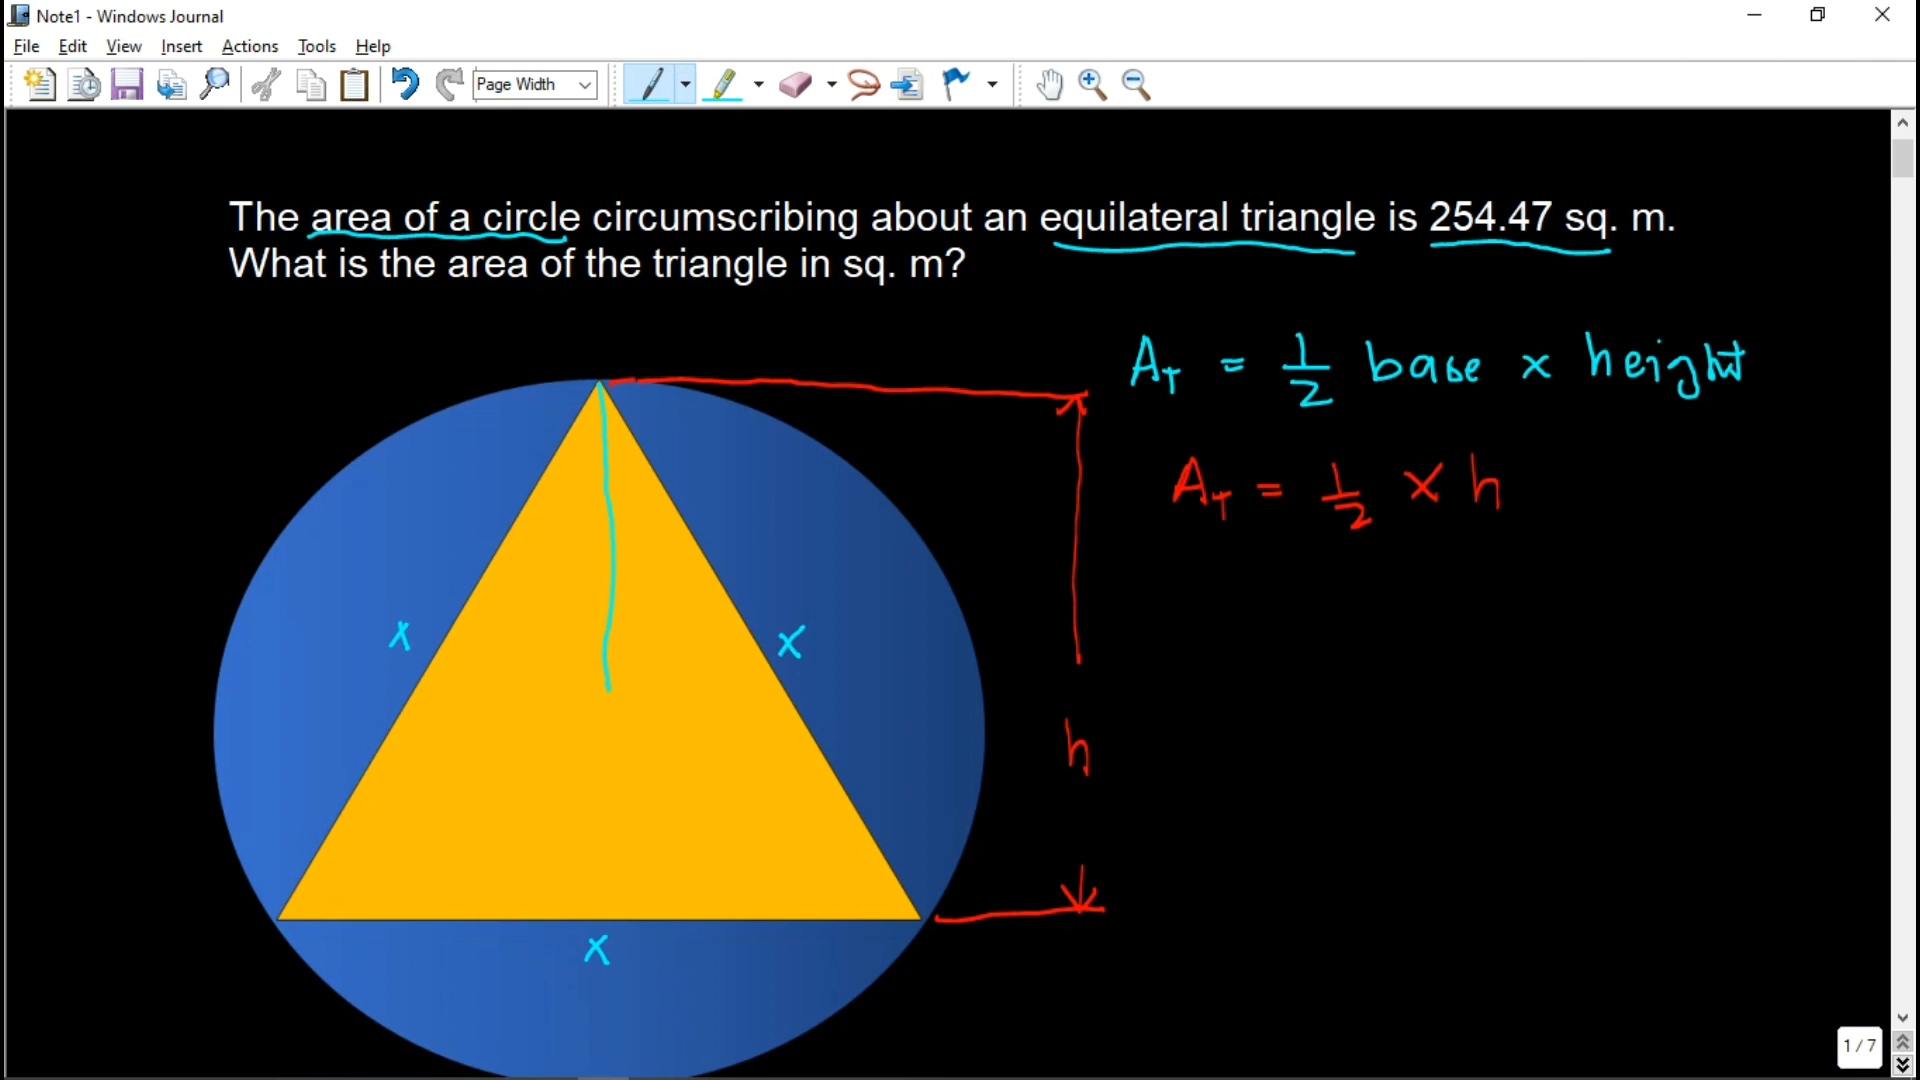 Note1 - Windows Journal
File Edit View Insert Actions Tools Help
Page Width
The area of a circle circumscribing about an equilateral triangle is 254.47 sq. m.
What is the area of the triangle in sq. m?
A_T = 1/2 base x height
A_T = 1/2 x h
x
x
h
x
1 / 7